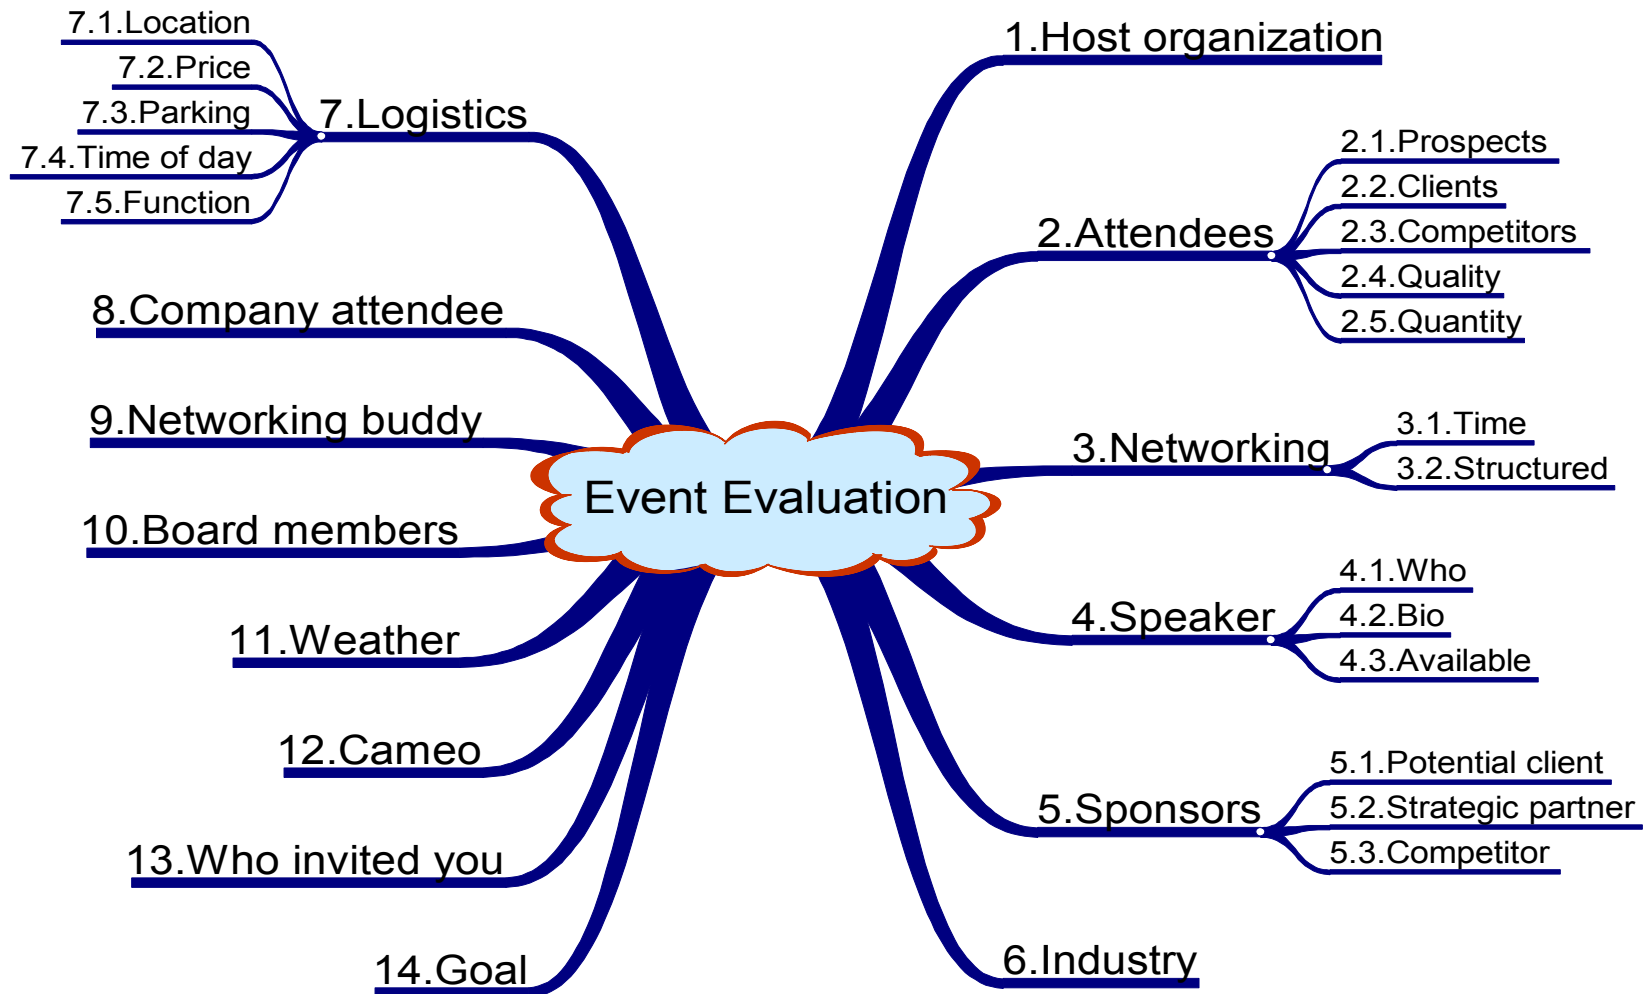 Event Evaluation
1.Host organization
2.Attendees
2.1.Prospects
2.2.Clients
2.3.Competitors
2.4.Quality
2.5.Quantity
3.Networking
3.1.Time
3.2.Structured
4.Speaker
4.1.Who
4.2.Bio
4.3.Available
5.Sponsors
5.1.Potential client
5.2.Strategic partner
5.3.Competitor
6.Industry
7.Logistics
7.1.Location
7.2.Price
7.3.Parking
7.4.Time of day
7.5.Function
8.Company attendee
9.Networking buddy
10.Board members
11.Weather
12.Cameo
13.Who invited you
14.Goal